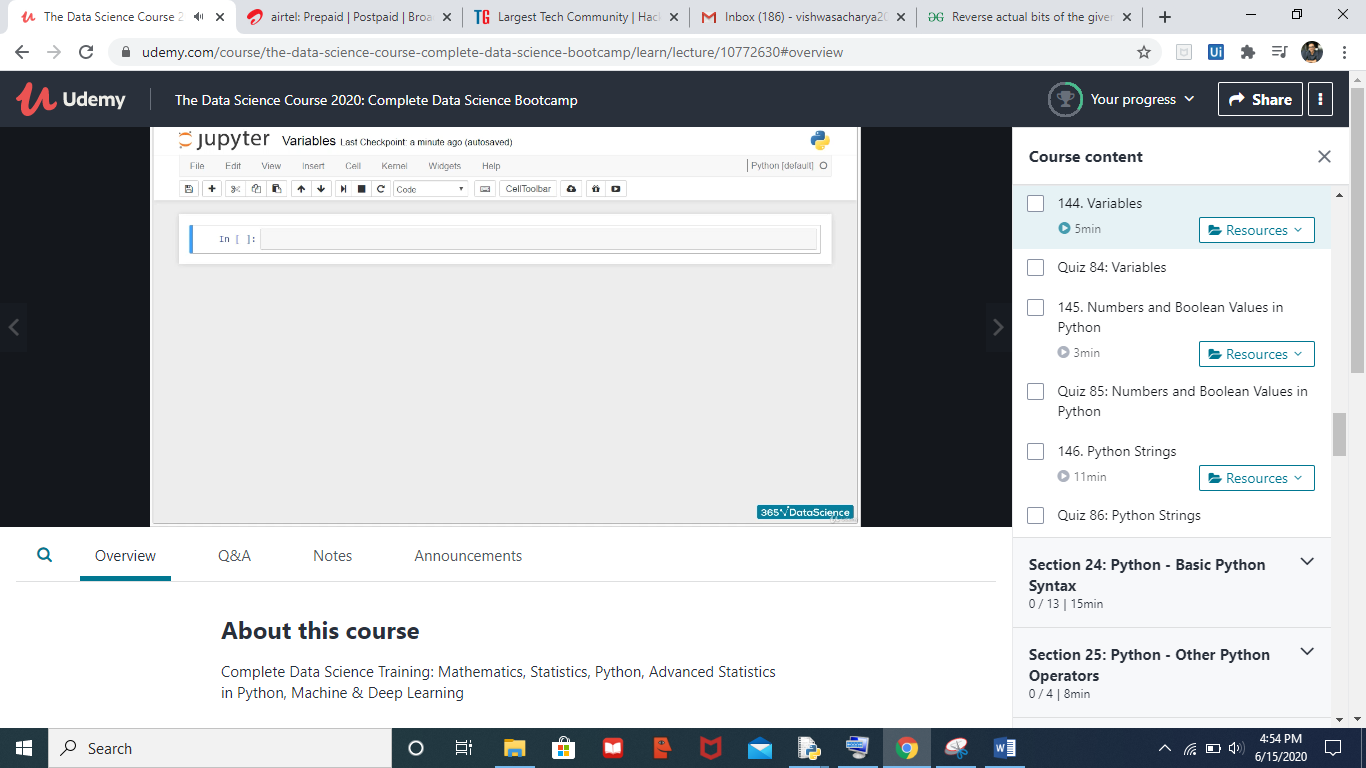 The Data Science Course 2
airtel: Prepaid | Postpaid | Broa
TG Largest Tech Community | Hac
Inbox (186) - vishwasacharya20
Reverse actual bits of the given
udemy.com/course/the-data-science-course-complete-data-science-bootcamp/learn/lecture/10772630#overview
Ui
Udemy
The Data Science Course 2020: Complete Data Science Bootcamp
Your progress
Share
jupyter Variables Last Checkpoint: a minute ago (autosaved)
File Edit View Insert Cell Kernel Widgets Help
Python [default]
Code
CellToolbar
In [ ]:
365√DataScience
Course content
144. Variables
5min
Resources
Quiz 84: Variables
145. Numbers and Boolean Values in
Python
3min
Resources
Quiz 85: Numbers and Boolean Values in
Python
146. Python Strings
11min
Resources
Quiz 86: Python Strings
Section 24: Python - Basic Python
Syntax
0 / 13 | 15min
Section 25: Python - Other Python
Operators
0 / 4 | 8min
Overview Q&A Notes Announcements
About this course
Complete Data Science Training: Mathematics, Statistics, Python, Advanced Statistics
in Python, Machine & Deep Learning
Search
4:54 PM
6/15/2020